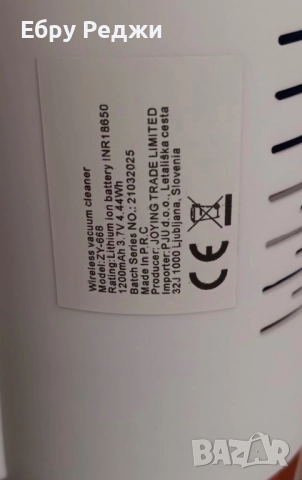 Ебру Реджи
Wireless vacuum cleaner
Model:ZY-668
Rating:Lithium ion battery INR18650
1200mAh 3.7V 4.44Wh
Batch Series NO.: 21032025
Made in P.R.C
Producer: JOYING TRADE LIMITED
Importer: PJU d.o.o., Letališka cesta
32J 1000 Ljubljana, Slovenia
CE
BAZAR